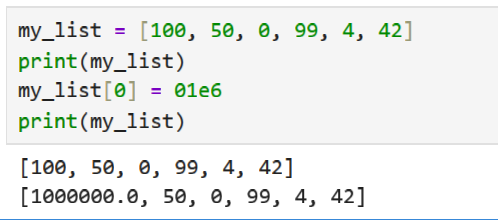 my_list = [100, 50, 0, 99, 4, 42]
print(my_list)
my_list[0] = 01e6
print(my_list)
[100, 50, 0, 99, 4, 42]
[1000000.0, 50, 0, 99, 4, 42]